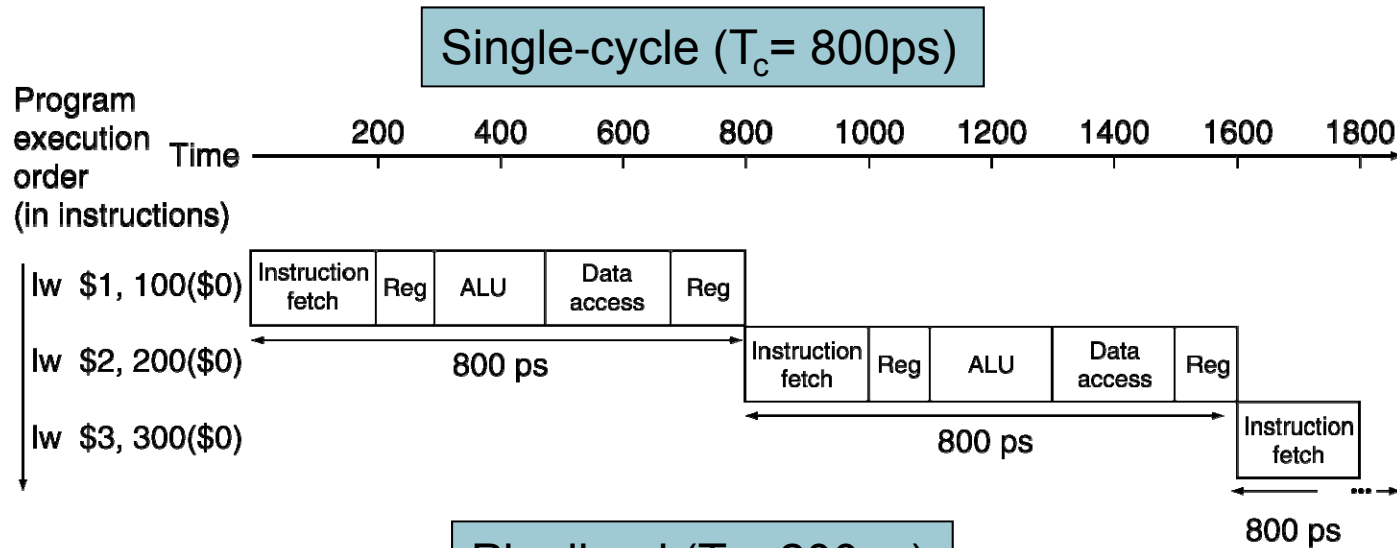 Single-cycle (Tc= 800ps)
Program
execution
order
(in instructions)
Time
200 400 600 800 1000 1200 1400 1600 1800
lw $1, 100($0)
Instruction
fetch
Reg
ALU
Data
access
Reg
800 ps
lw $2, 200($0)
Instruction
fetch
Reg
ALU
Data
access
Reg
800 ps
lw $3, 300($0)
Instruction
fetch
...
800 ps